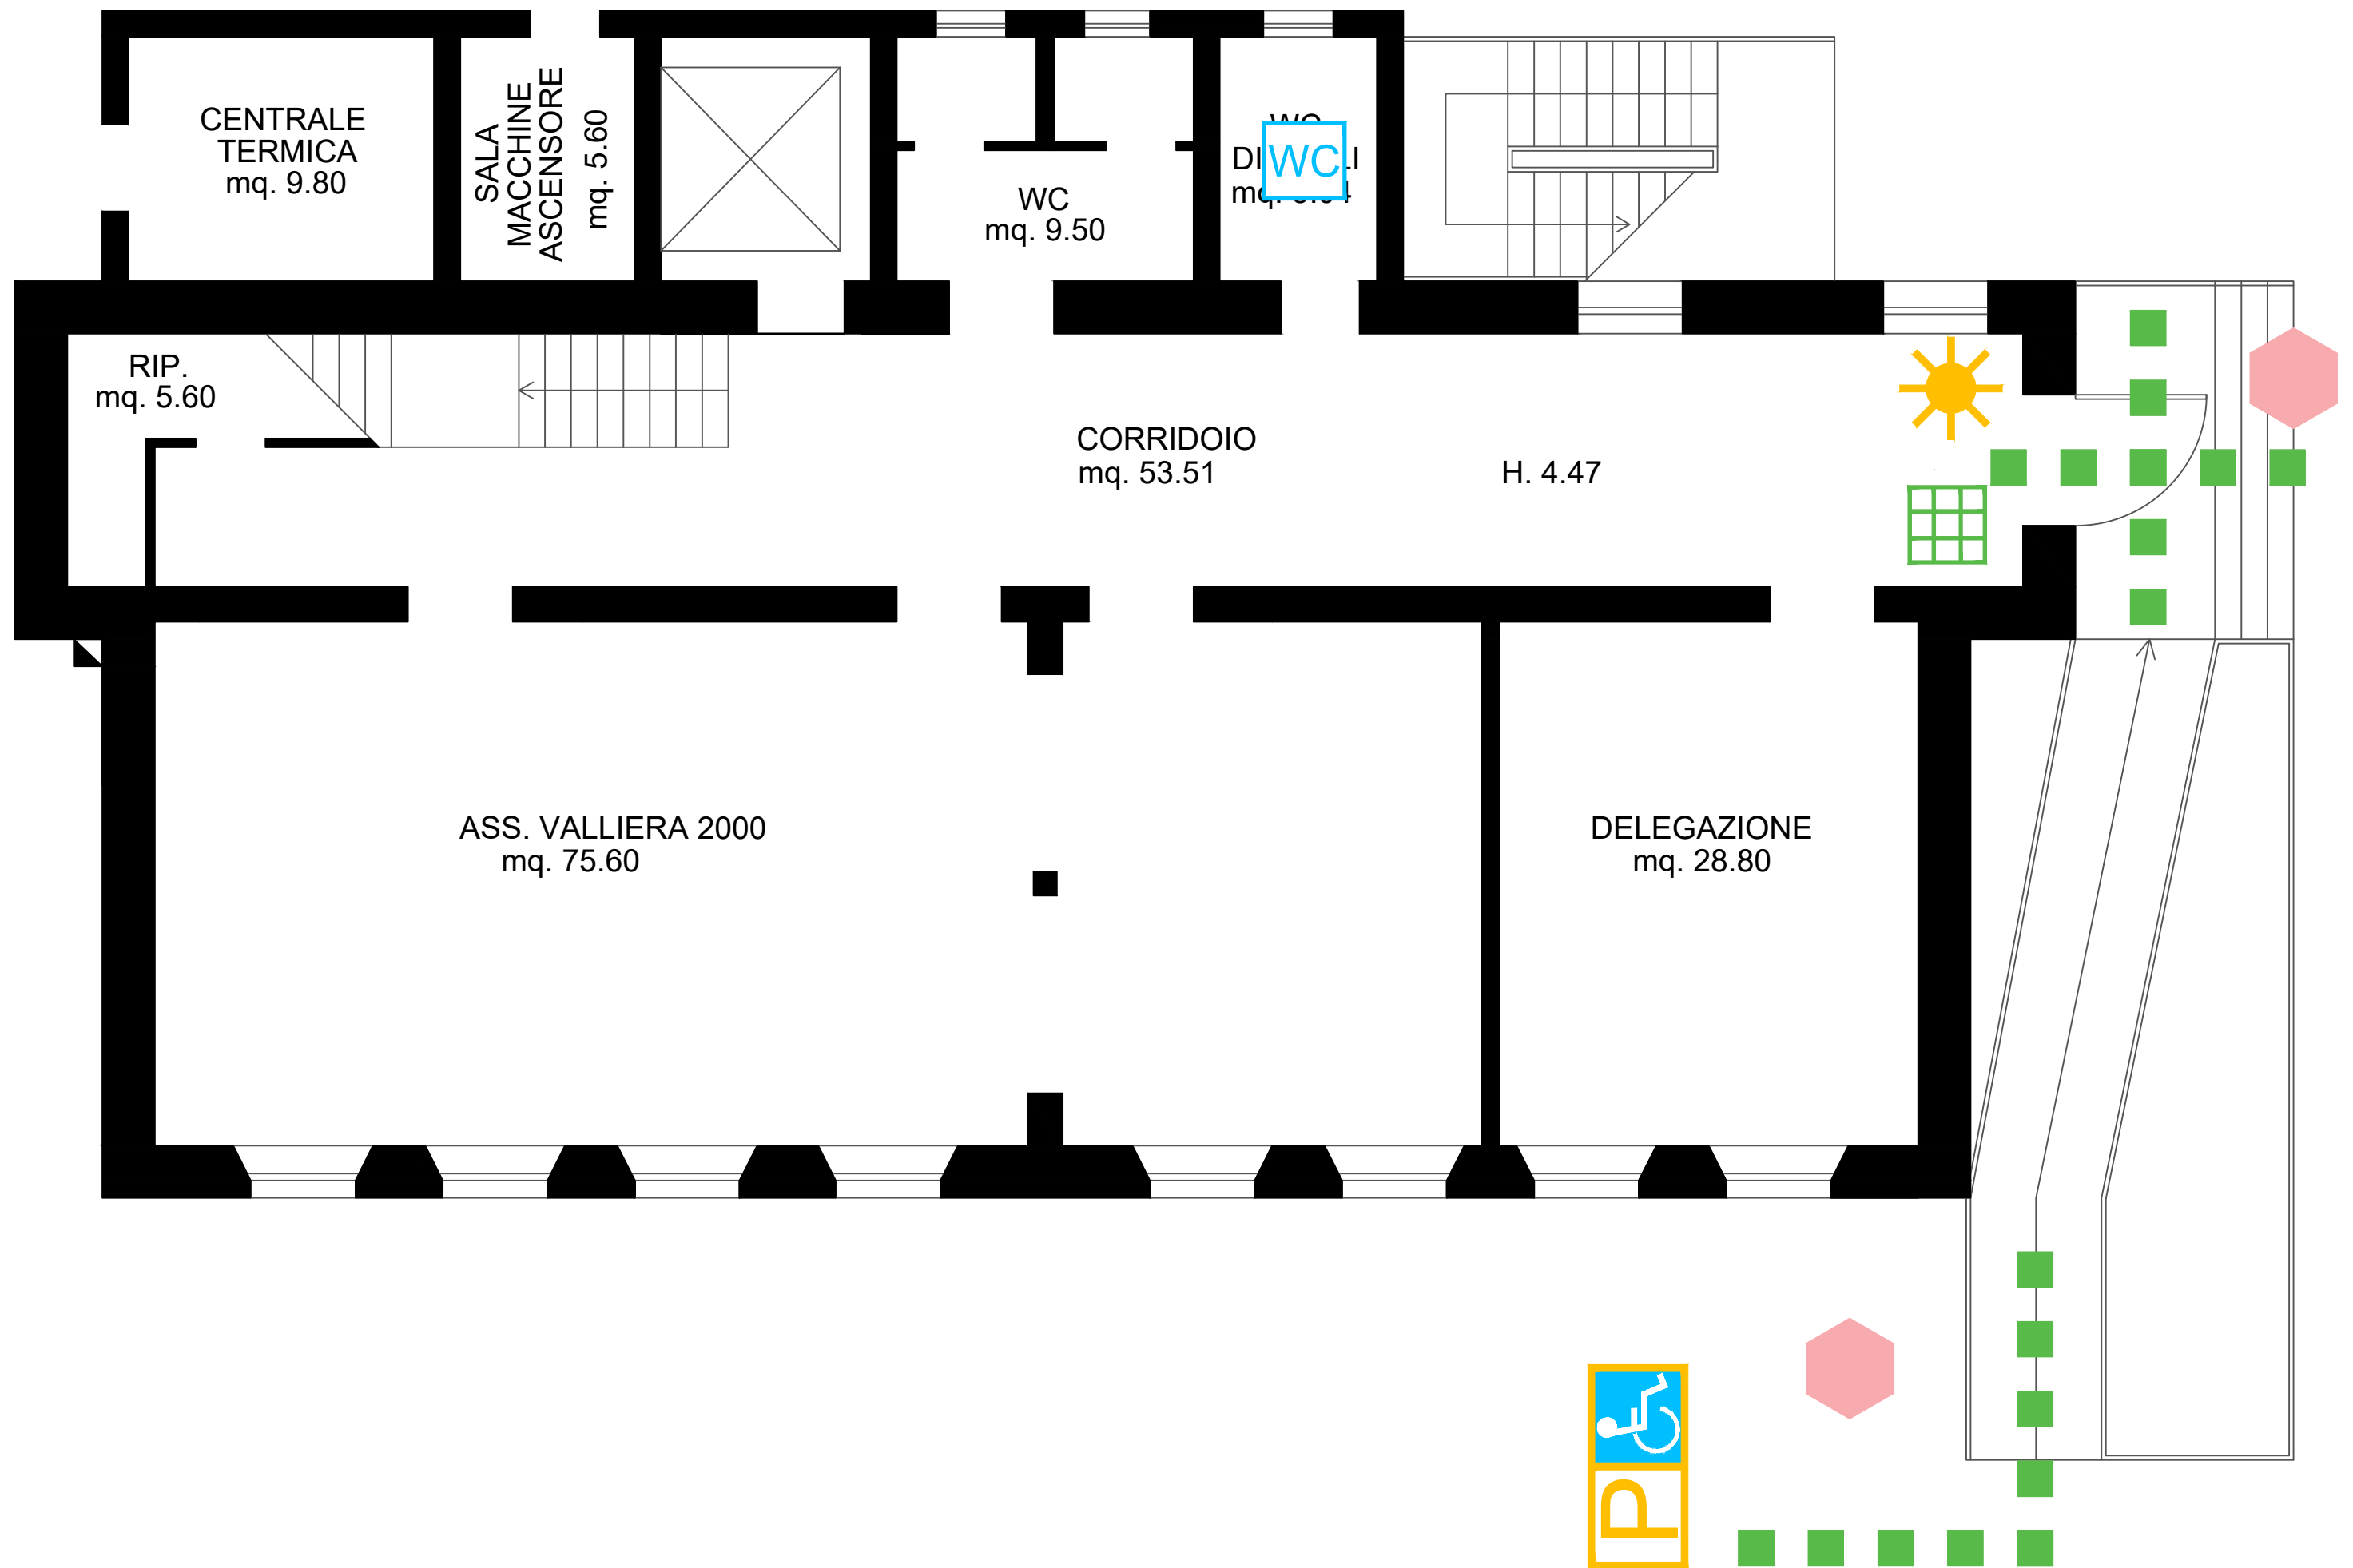 CENTRALE
TERMICA
mq. 9.80
SALA
MACCHINE
ASCENSORE
mq. 5.60
WC
mq. 9.50
WC
WC
RIP.
mq. 5.60
CORRIDOIO
mq. 53.51
H. 4.47
ASS. VALLIERA 2000
mq. 75.60
DELEGAZIONE
mq. 28.80
P